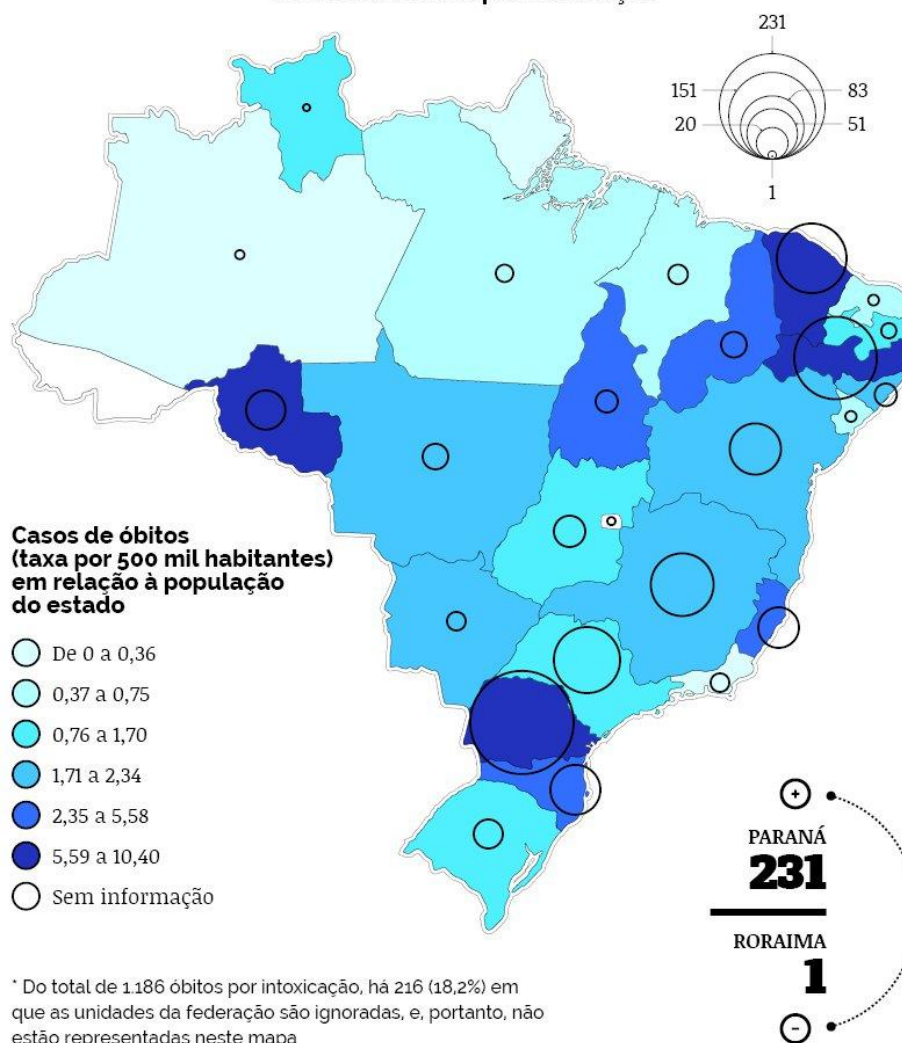 231
151
83
20
51
1
Casos de óbitos
(taxa por 500 mil habitantes)
em relação à população
do estado
De 0 a 0,36
0,37 a 0,75
0,76 a 1,70
1,71 a 2,34
2,35 a 5,58
5,59 a 10,40
Sem informação
+
PARANÁ
231
RORAIMA
1
−
* Do total de 1.186 óbitos por intoxicação, há 216 (18,2%) em
que as unidades da federação são ignoradas, e, portanto, não
estão representadas neste mapa